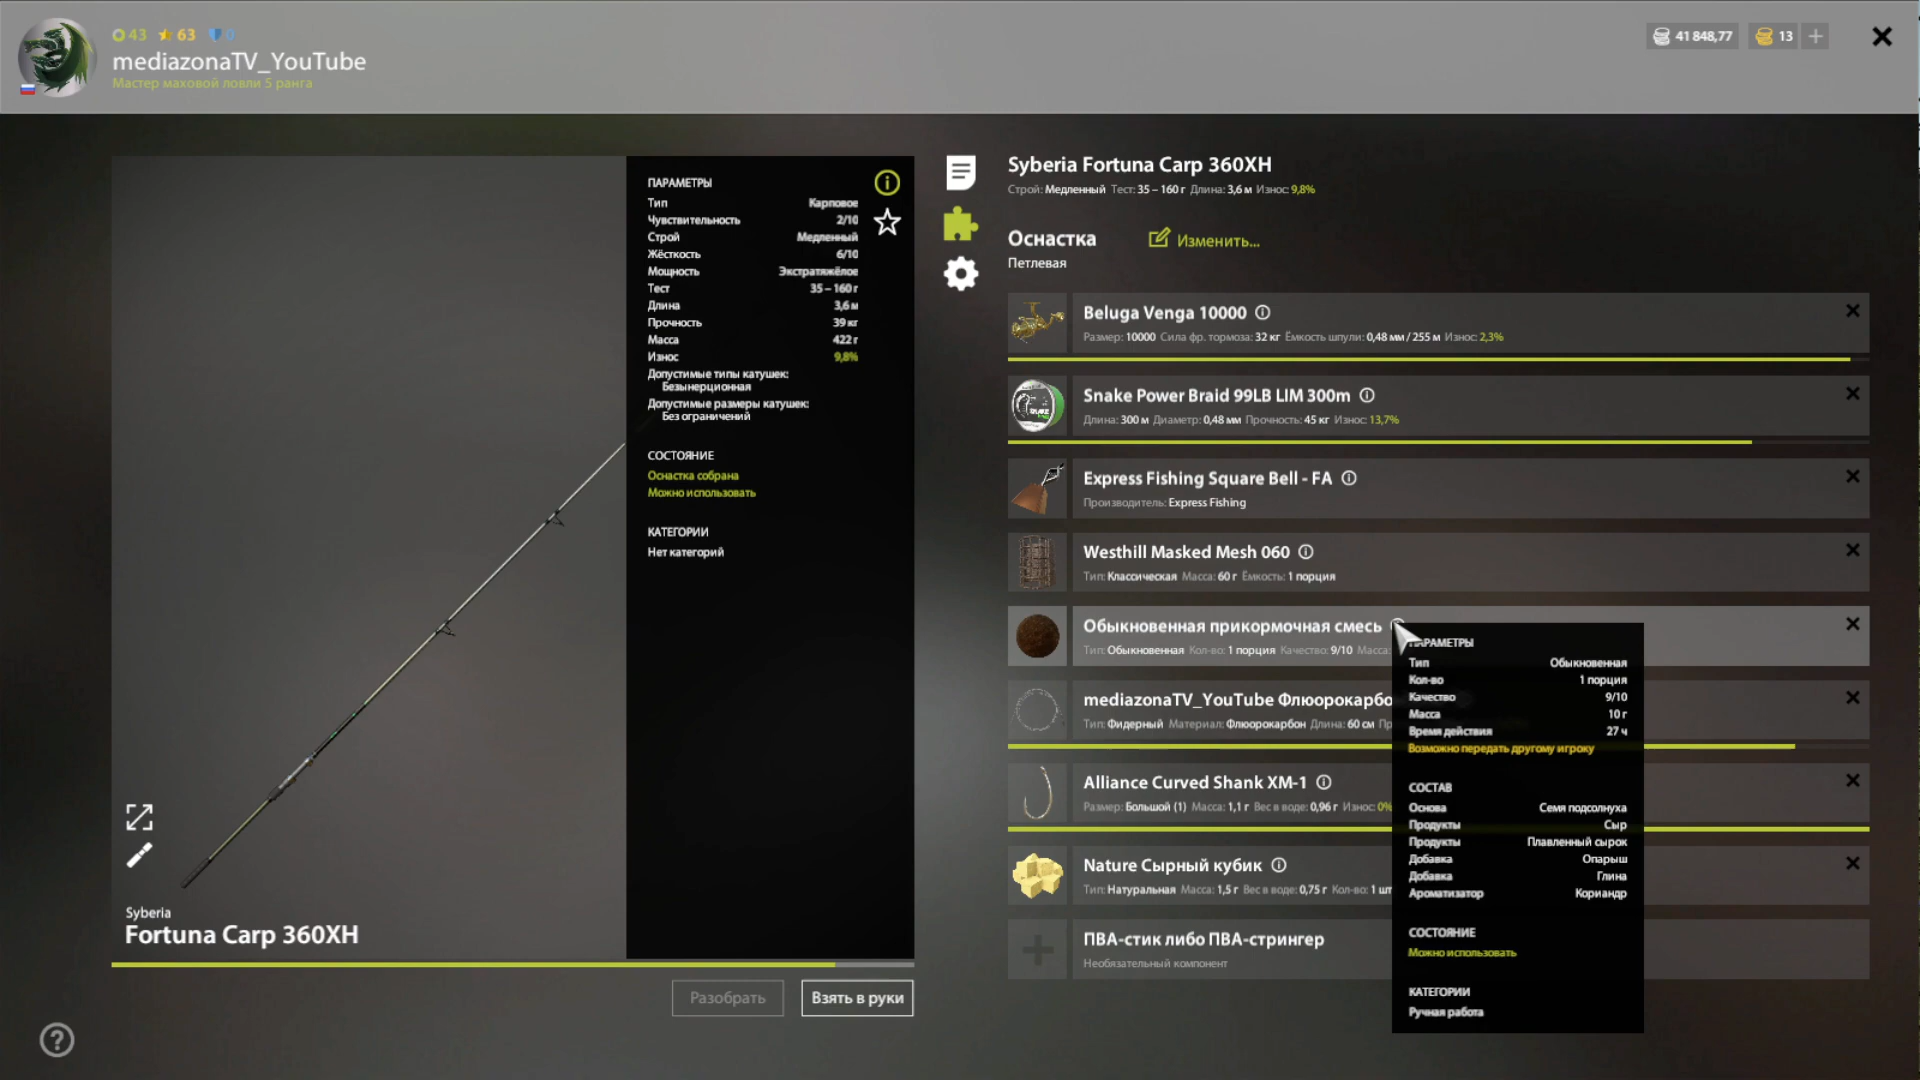 43 63 0
mediazonaTV_YouTube
Мастер маховой ловли 5 ранга
41 848,77
13
ПАРАМЕТРЫ
Тип Карповое
Чувствительность 2/10
Строй Медленный
Жёсткость 6/10
Мощность Экстратяжёлое
Тест 35 – 160 г
Длина 3,6 м
Прочность 39 кг
Масса 422 г
Износ 9,8%
Допустимые типы катушек:
Безынерционная
Допустимые размеры катушек:
Без ограничений
СОСТОЯНИЕ
Оснастка собрана
Можно использовать
КАТЕГОРИИ
Нет категорий
Syberia
Fortuna Carp 360XH
Разобрать
Взять в руки
?
Syberia Fortuna Carp 360XH
Строй: Медленный Тест: 35 – 160 г Длина: 3,6 м Износ: 9,8%
Оснастка
Изменить...
Петлевая
Beluga Venga 10000
Размер: 10000 Сила фр. тормоза: 32 кг Ёмкость шпули: 0,48 мм / 255 м Износ: 2,3%
Snake Power Braid 99LB LIM 300m
Длина: 300 м Диаметр: 0,48 мм Прочность: 45 кг Износ: 13,7%
Express Fishing Square Bell - FA
Производитель: Express Fishing
Westhill Masked Mesh 060
Тип: Классическая Масса: 60 г Ёмкость: 1 порция
Обыкновенная прикормочная смесь
Тип: Обыкновенная Кол-во: 1 порция Качество: 9/10 Масса:
mediazonaTV_YouTube Флюорокарбо
Тип: Фидерный Материал: Флюорокарбон Длина: 60 см Пр
Alliance Curved Shank XM-1
Размер: Большой (1) Масса: 1,1 г Вес в воде: 0,96 г Износ: 0%
Nature Сырный кубик
Тип: Натуральная Масса: 1,5 г Вес в воде: 0,75 г Кол-во: 1 шт
ПВА-стик либо ПВА-стрингер
Необязательный компонент
ПАРАМЕТРЫ
Тип Обыкновенная
Кол-во 1 порция
Качество 9/10
Масса 10 г
Время действия 27 ч
Возможно передать другому игроку
СОСТАВ
Основа Семя подсолнуха
Продукты Сыр
Продукты Плавленный сырок
Добавка Опарыш
Добавка Глина
Ароматизатор Кориандр
СОСТОЯНИЕ
Можно использовать
КАТЕГОРИИ
Ручная работа